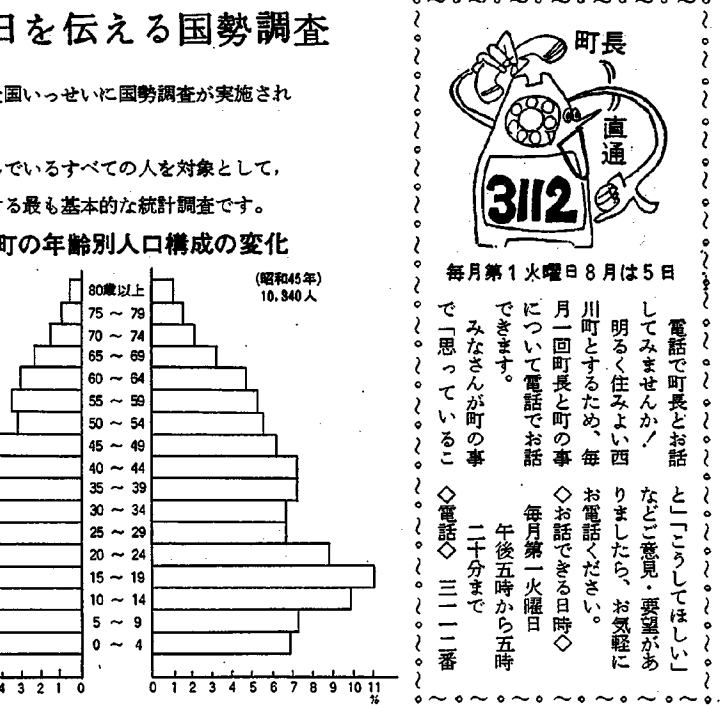 日を伝える国勢調査
全国いっせいに国勢調査が実施され
んでいるすべての人を対象として,
する最も基本的な統計調査です。
町の年齢別人口構成の変化
(昭和45年)
10,340人
80歳以上
75 ~ 79
70 ~ 74
65 ~ 69
60 ~ 64
55 ~ 59
50 ~ 54
45 ~ 49
40 ~ 44
35 ~ 39
30 ~ 34
25 ~ 29
20 ~ 24
15 ~ 19
10 ~ 14
5 ~ 9
0 ~ 4
4 3 2 1 0
0 1 2 3 4 5 6 7 8 9 10 11
%
町長
直通
3112
毎月第1火曜日8月は5日
電話で町長とお話
してみませんか!
明るく住みよい西
川町とするため、毎
月一回町長と町の事
について電話でお話
できます。
みなさんが町の事
で「思っているこ
と」「こうしてほしい」
などご意見・要望があ
りましたら、お気軽に
お電話ください。
◇お話できる日時◇
毎月第一火曜日
午後五時から五時
二十分まで
◇電話◇ 三一一二番